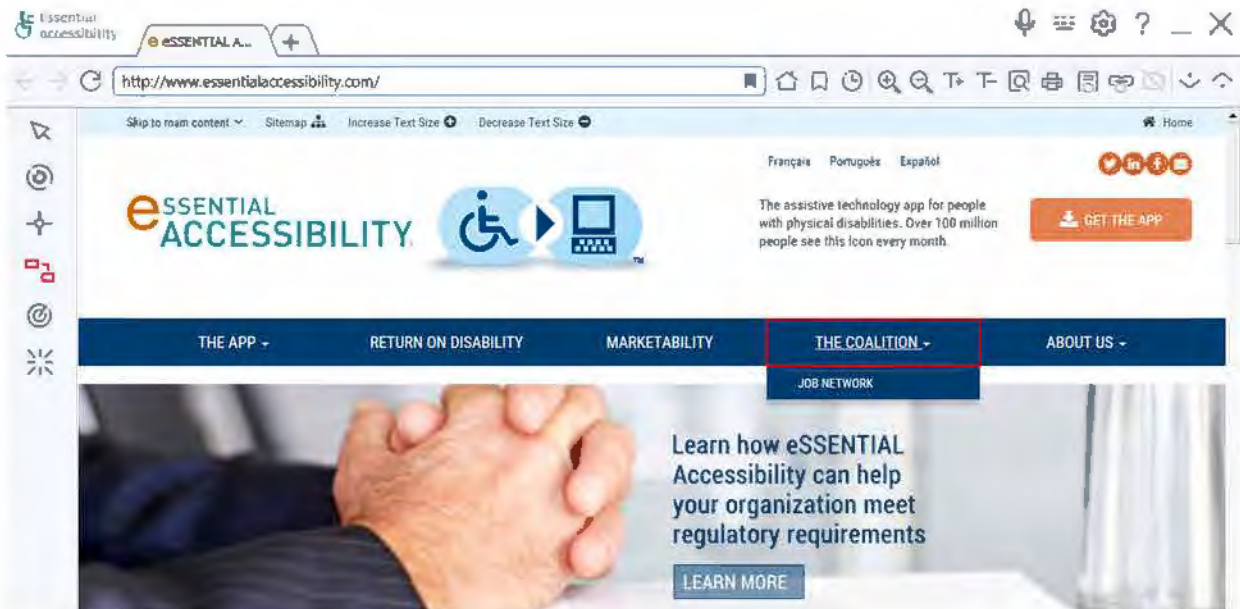 Essential
accessibility
e eSSENTIAL A...
http://www.essentialaccessibility.com/
Skip to main content Sitemap Increase Text Size Decrease Text Size Home
Français Português Español
eSSENTIAL
ACCESSIBILITY
TM
The assistive technology app for people
with physical disabilities. Over 100 million
people see this icon every month.
GET THE APP
THE APP RETURN ON DISABILITY MARKETABILITY THE COALITION ABOUT US
JOB NETWORK
Learn how eSSENTIAL
Accessibility can help
your organization meet
regulatory requirements
LEARN MORE